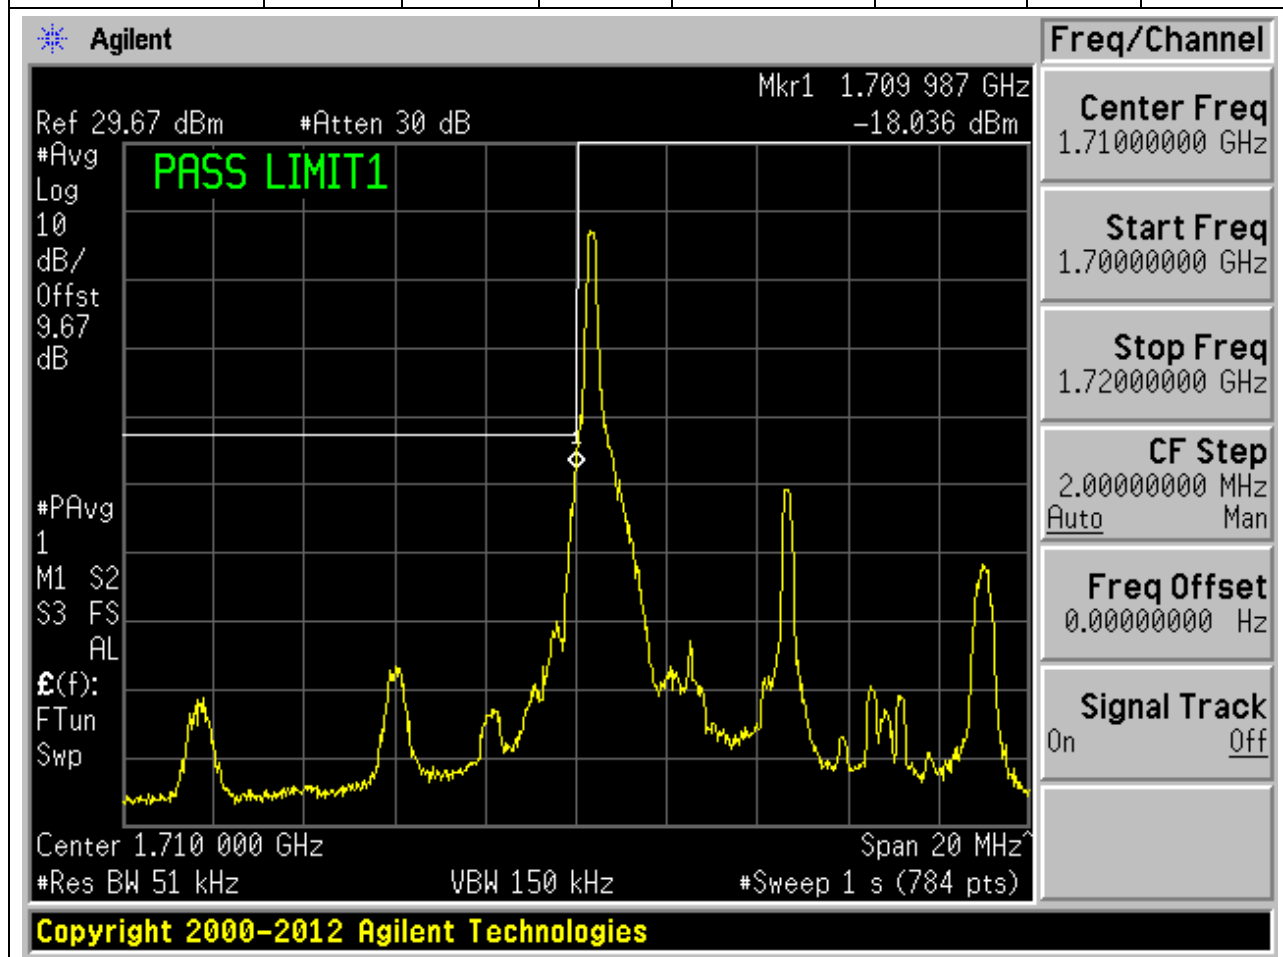 Agilent
Freq/Channel
Mkr1 1.709 987 GHz
Ref 29.67 dBm #Atten 30 dB -18.036 dBm
#Avg
Log
10
dB/
Offst
9.67
dB
PASS LIMIT1
1
#PAvg
1
M1 S2
S3 FS
AL
£(f):
FTun
Swp
Center 1.710 000 GHz Span 20 MHz^
#Res BW 51 kHz VBW 150 kHz #Sweep 1 s (784 pts)
Center Freq
1.71000000 GHz
Start Freq
1.70000000 GHz
Stop Freq
1.72000000 GHz
CF Step
2.00000000 MHz
Auto Man
Freq Offset
0.00000000 Hz
Signal Track
On Off
Copyright 2000-2012 Agilent Technologies